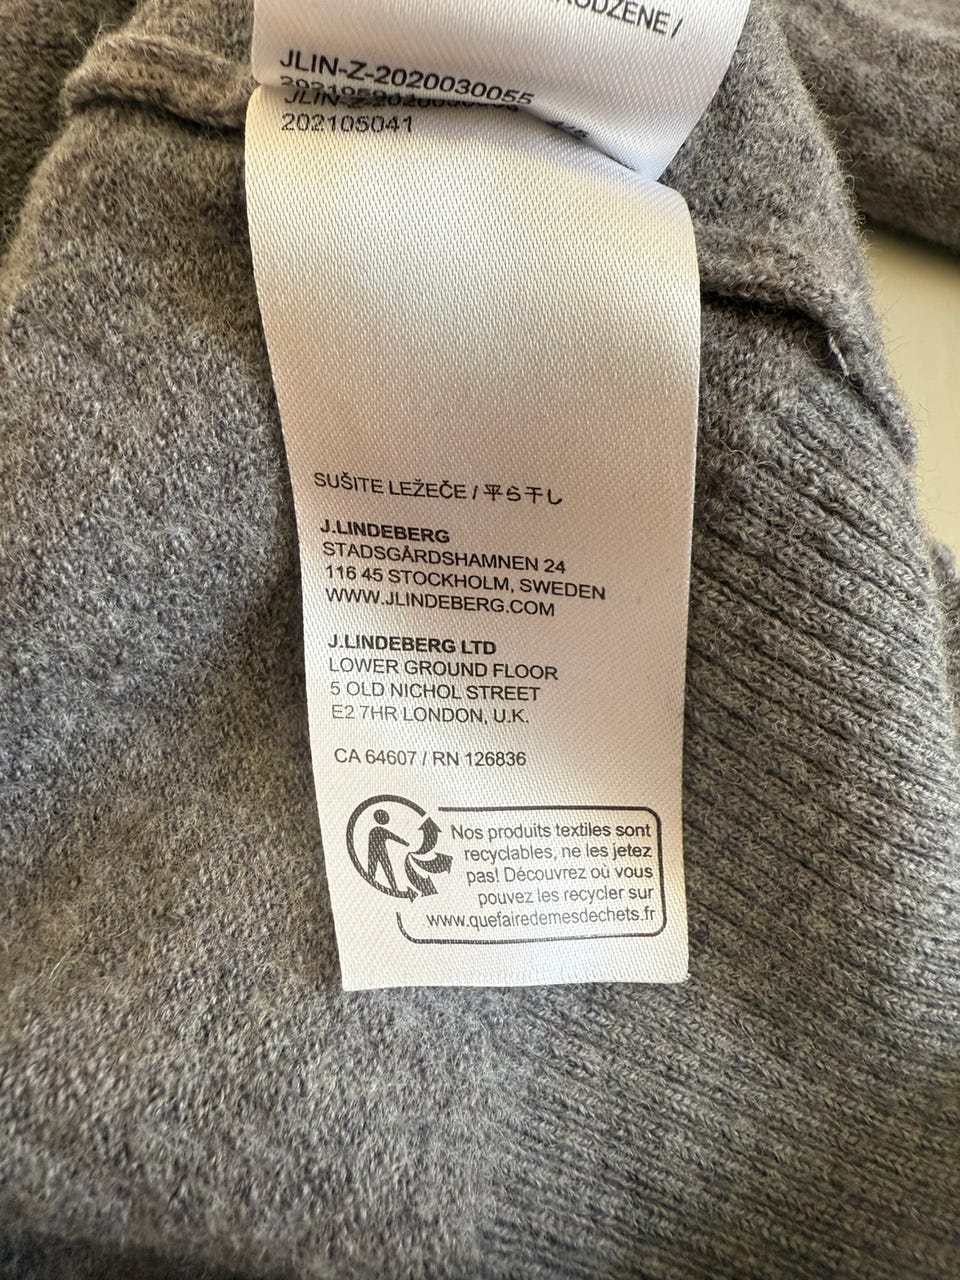 JLIN-Z-2020030055
202105041
SUŠITE LEŽEČE / 平ら干し
J.LINDEBERG
STADSGÅRDSHAMNEN 24
116 45 STOCKHOLM, SWEDEN
WWW.JLINDEBERG.COM
J.LINDEBERG LTD
LOWER GROUND FLOOR
5 OLD NICHOL STREET
E2 7HR LONDON, U.K.
CA 64607 / RN 126836
Nos produits textiles sont
recyclables, ne les jetez
pas! Découvrez où vous
pouvez les recycler sur
www.quefairedemesdechets.fr